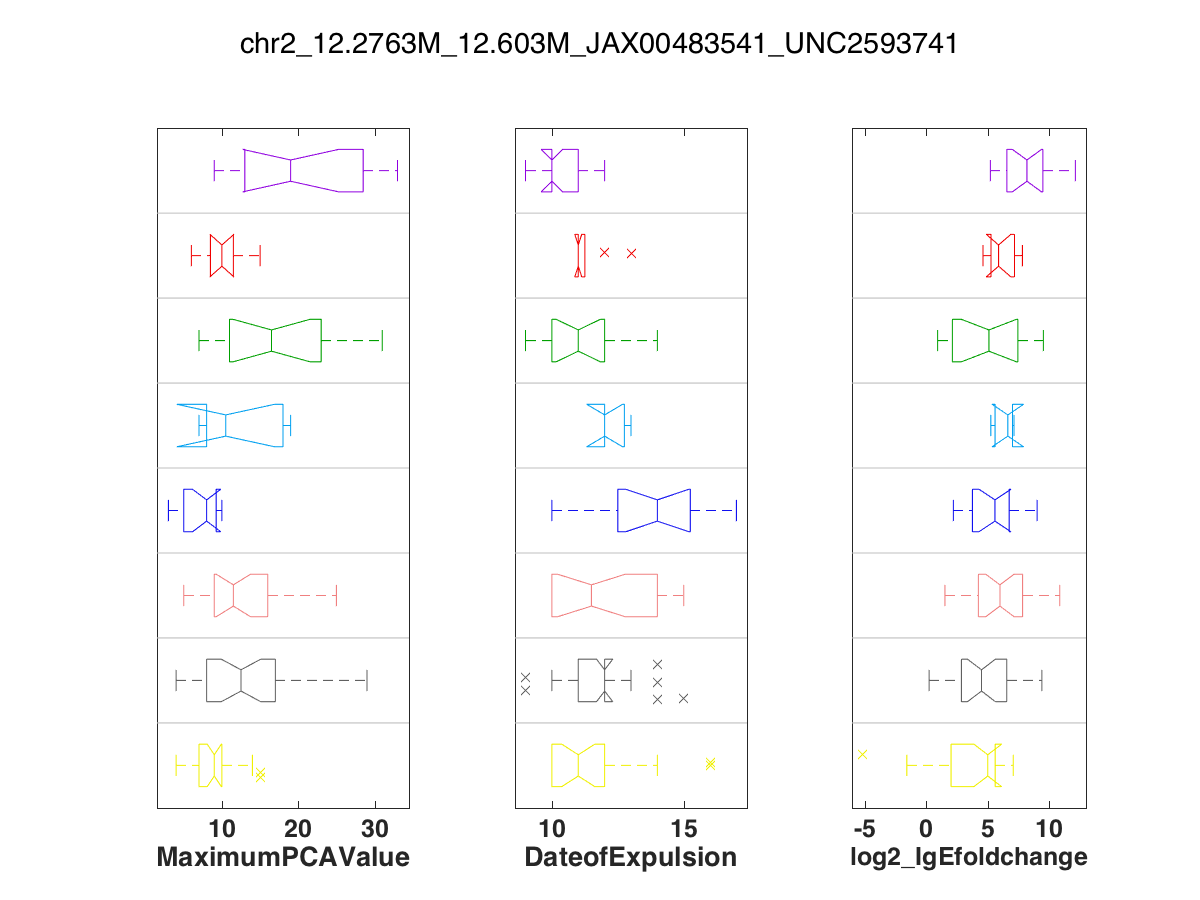 chr2_12.2763M_12.603M_JAX00483541_UNC2593741
10 20 30
MaximumPCAValue
10 15
DateofExpulsion
-5 0 5 10
log2_IgEfoldchange